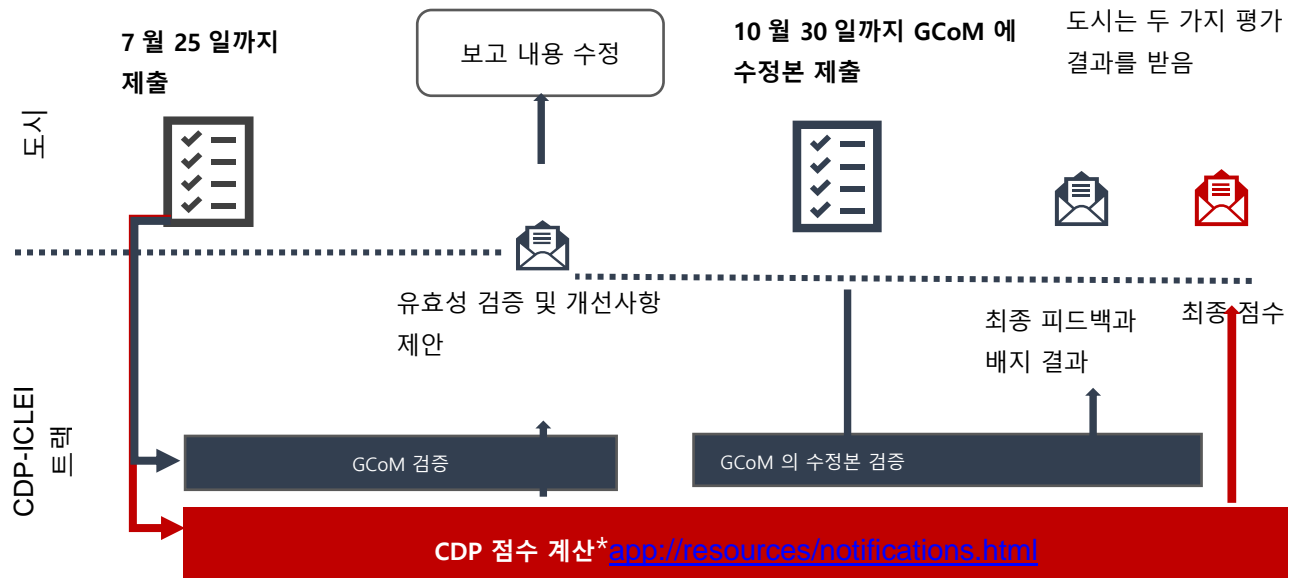 7 월 25 일까지
제출
보고 내용 수정
10 월 30 일까지 GCoM 에
수정본 제출
도시는 두 가지 평가
결과를 받음
도시
유효성 검증 및 개선사항
제안
최종 피드백과
배지 결과
최종 점수
CDP-ICLEI
트랙
GCoM 검증
GCoM 의 수정본 검증
CDP 점수 계산*app://resources/notifications.html